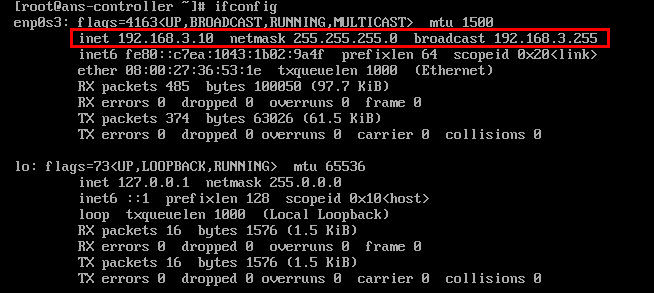 [root@ans-controller ~]# ifconfig
enp0s3: flags=4163<UP,BROADCAST,RUNNING,MULTICAST>  mtu 1500
        inet 192.168.3.10  netmask 255.255.255.0  broadcast 192.168.3.255
        inet6 fe80::c7ea:1043:1b02:9a4f  prefixlen 64  scopeid 0x20<link>
        ether 08:00:27:36:53:1e  txqueuelen 1000  (Ethernet)
        RX packets 485  bytes 100050 (97.7 KiB)
        RX errors 0  dropped 0  overruns 0  frame 0
        TX packets 374  bytes 63026 (61.5 KiB)
        TX errors 0  dropped 0 overruns 0  carrier 0  collisions 0

lo: flags=73<UP,LOOPBACK,RUNNING>  mtu 65536
        inet 127.0.0.1  netmask 255.0.0.0
        inet6 ::1  prefixlen 128  scopeid 0x10<host>
        loop  txqueuelen 1000  (Local Loopback)
        RX packets 16  bytes 1576 (1.5 KiB)
        RX errors 0  dropped 0  overruns 0  frame 0
        TX packets 16  bytes 1576 (1.5 KiB)
        TX errors 0  dropped 0 overruns 0  carrier 0  collisions 0